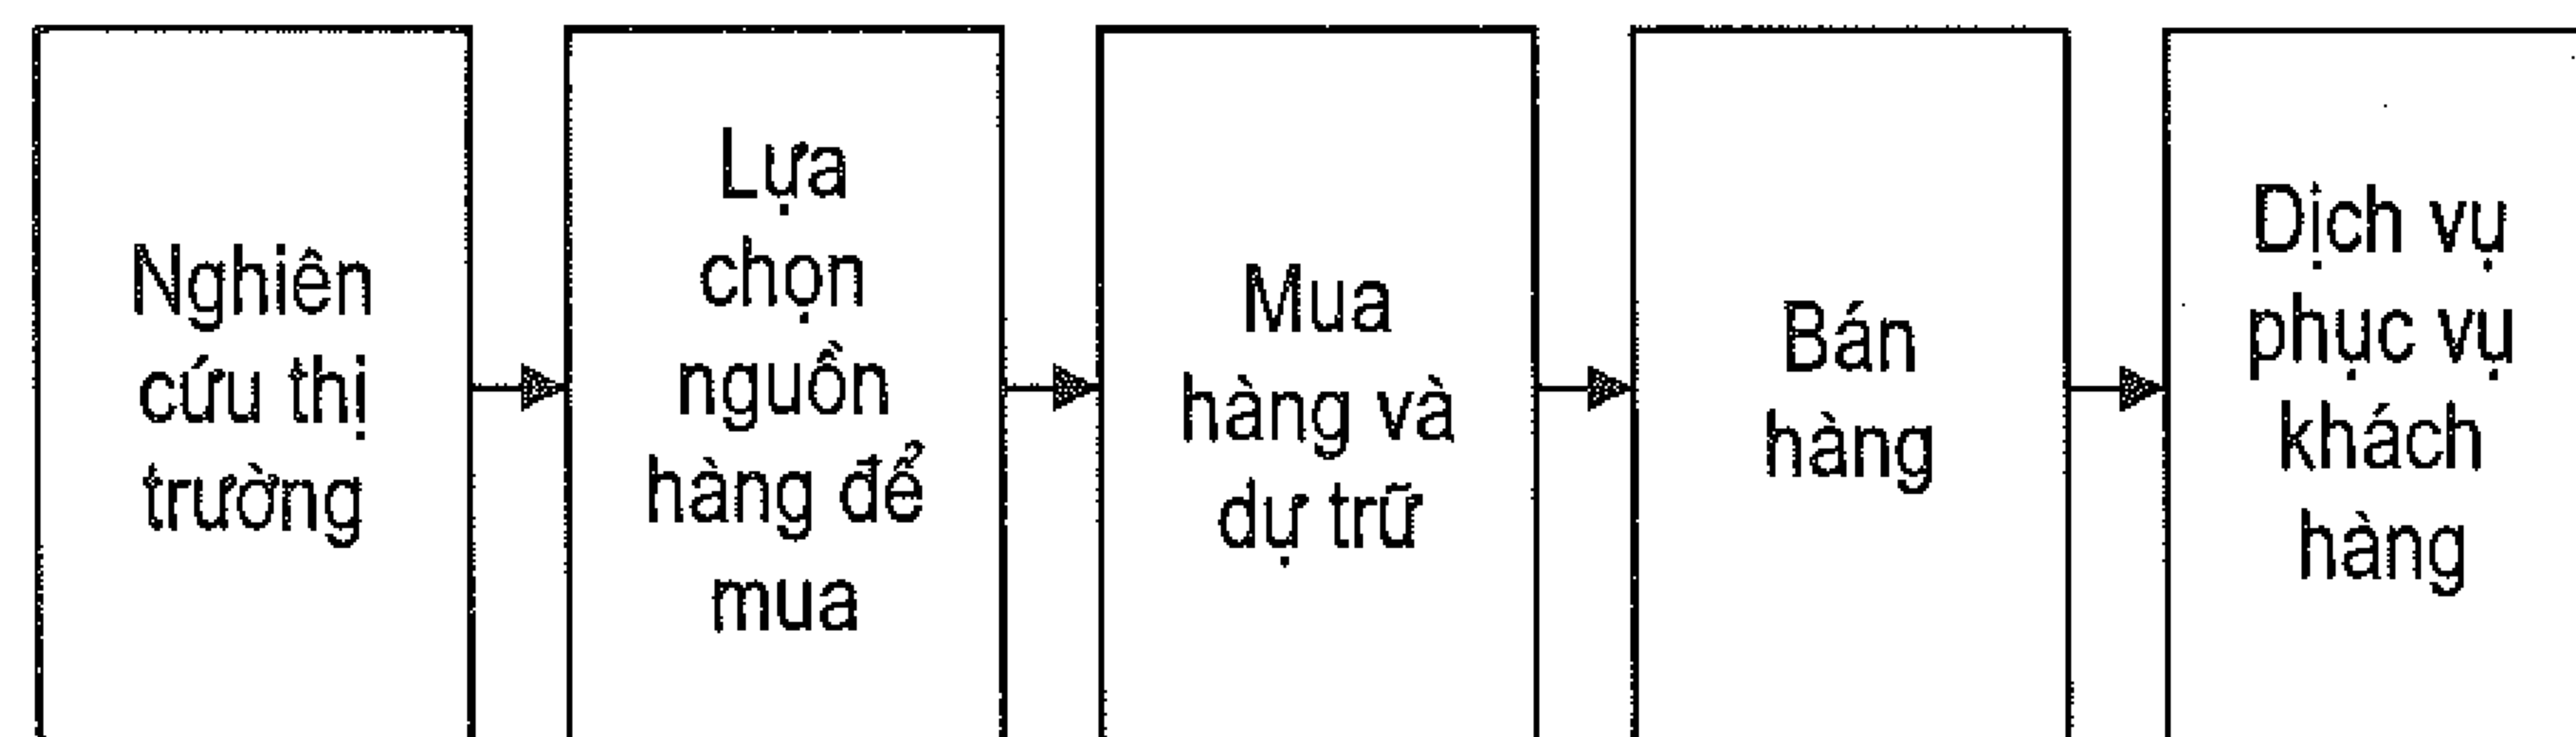 Nghiên
cứu thị
trường
Lựa
chọn
nguồn
hàng để
mua
Mua
hàng và
dự trữ
Bán
hàng
Dịch vụ
phục vụ
khách
hàng